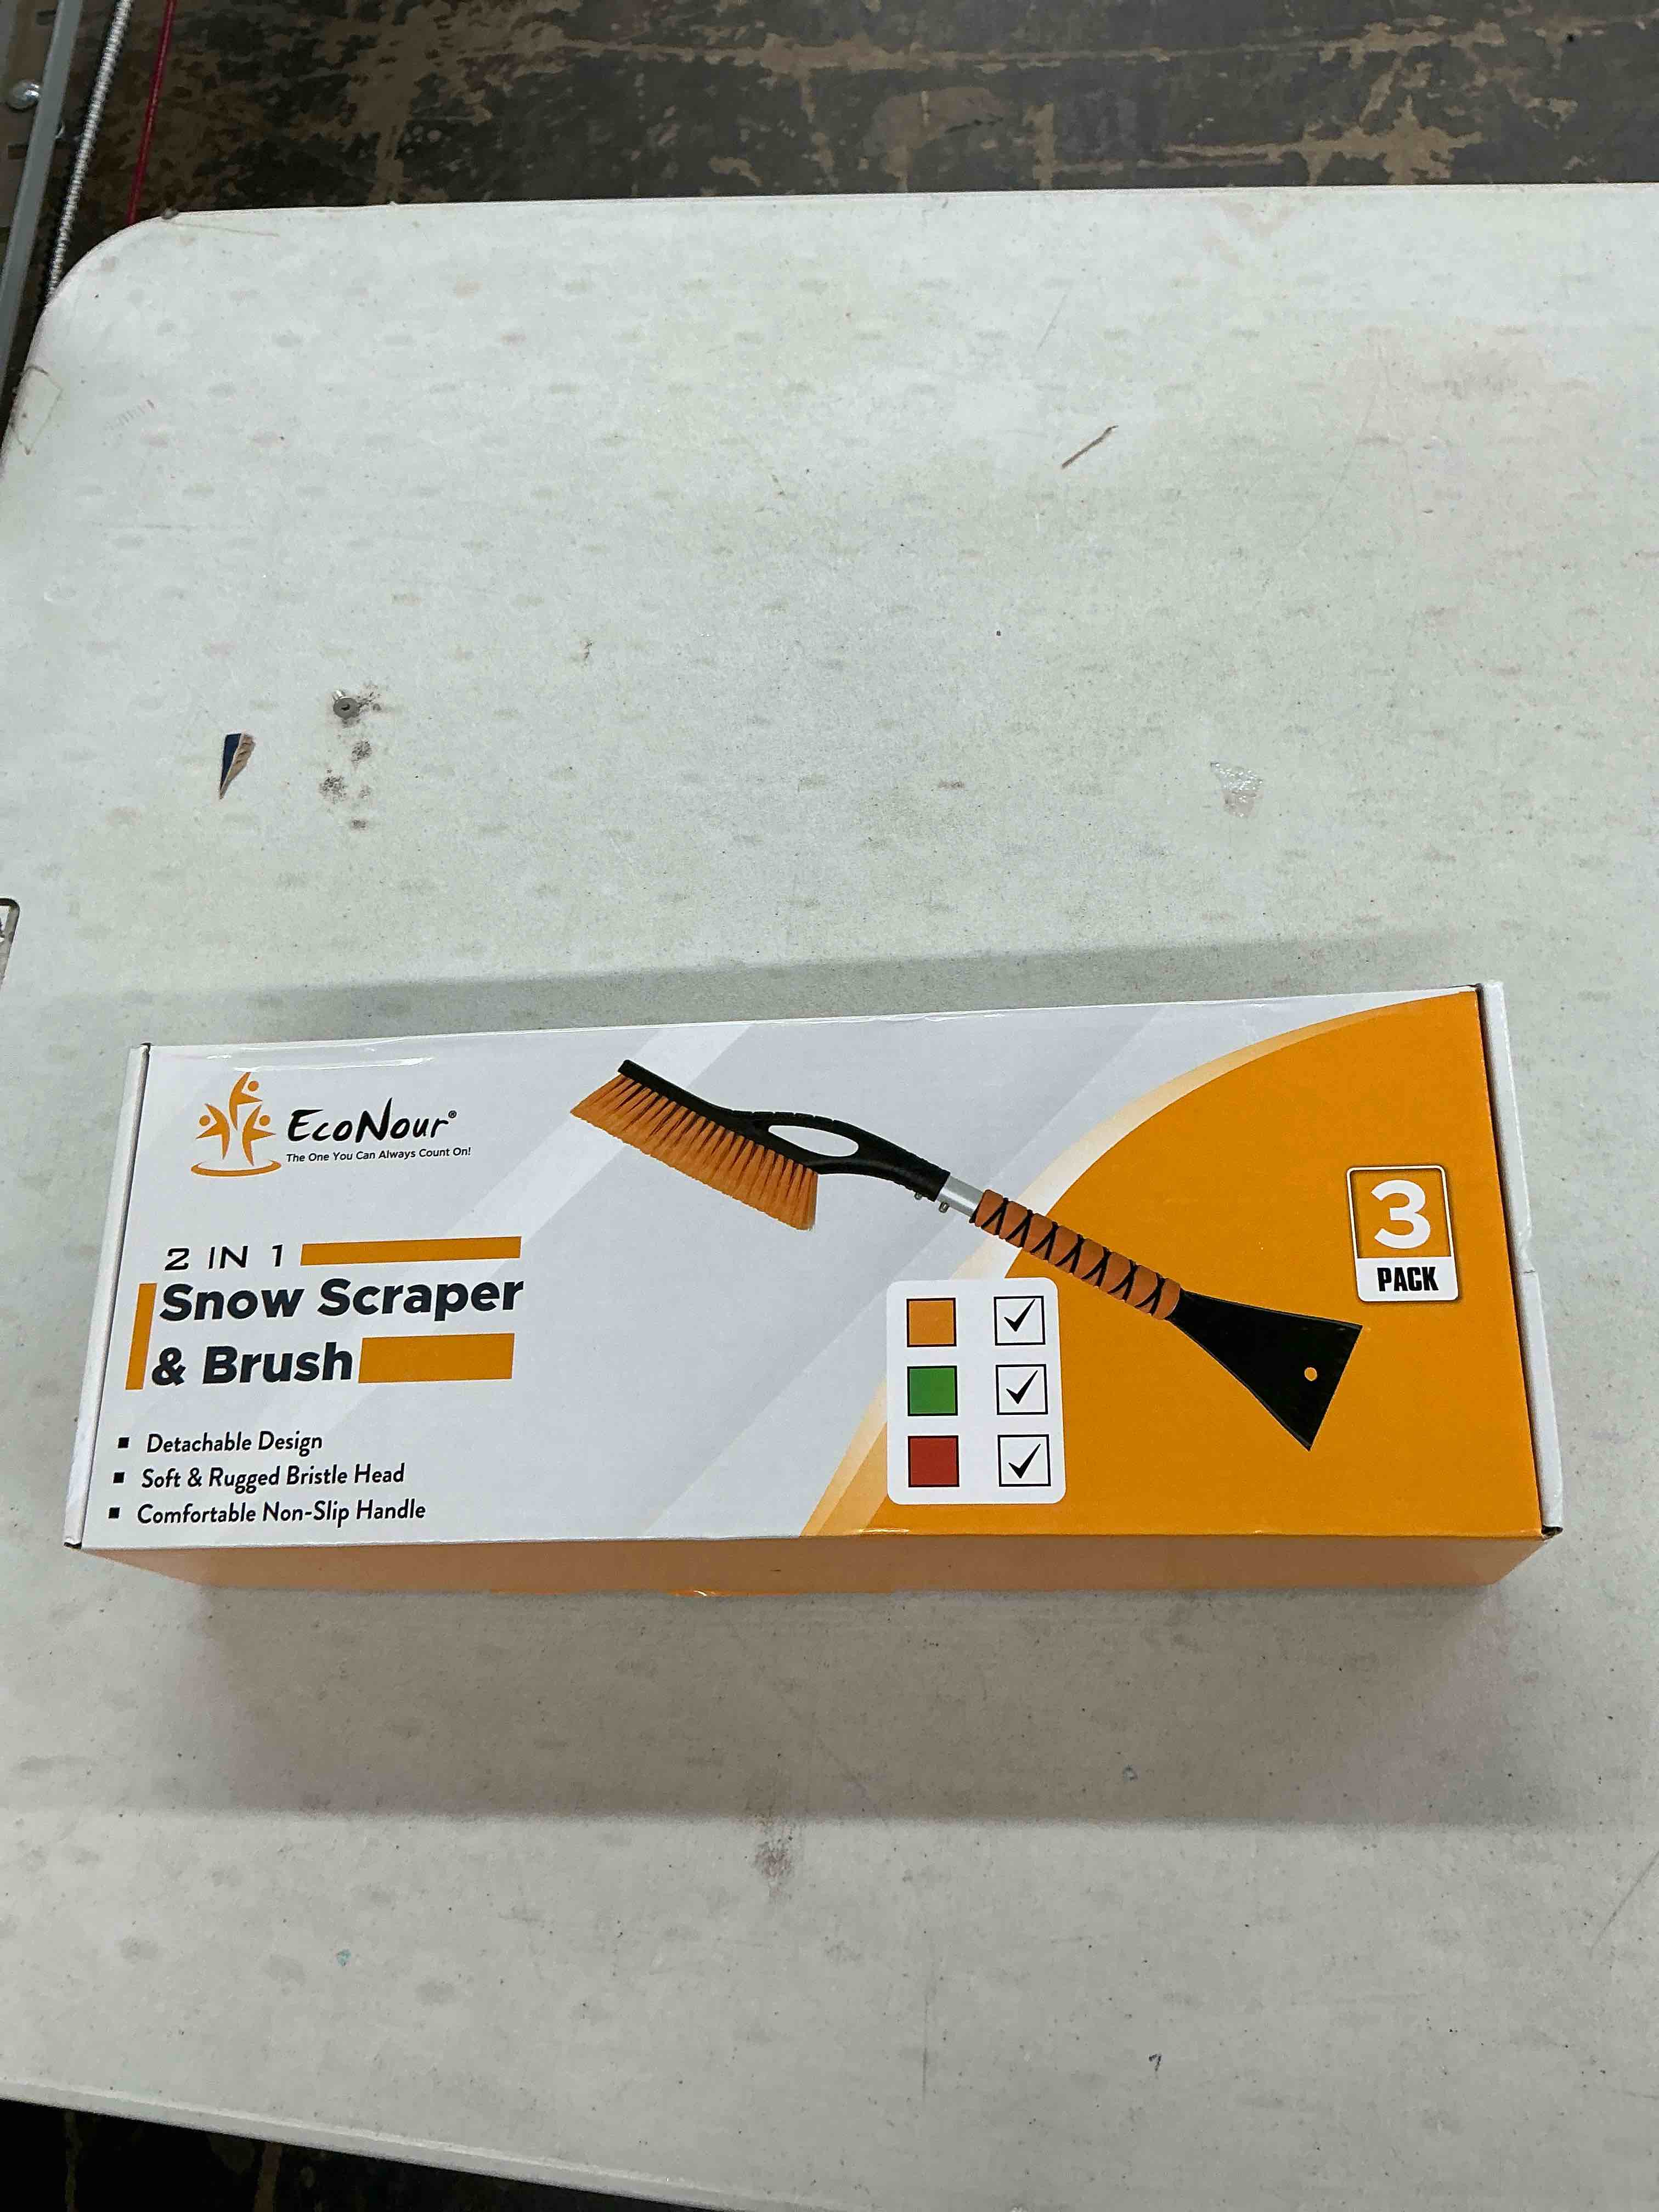 EcoNour®
The One You Can Always Count On!
2 IN 1
Snow Scraper
& Brush
▪ Detachable Design
▪ Soft & Rugged Bristle Head
▪ Comfortable Non-Slip Handle
3
PACK